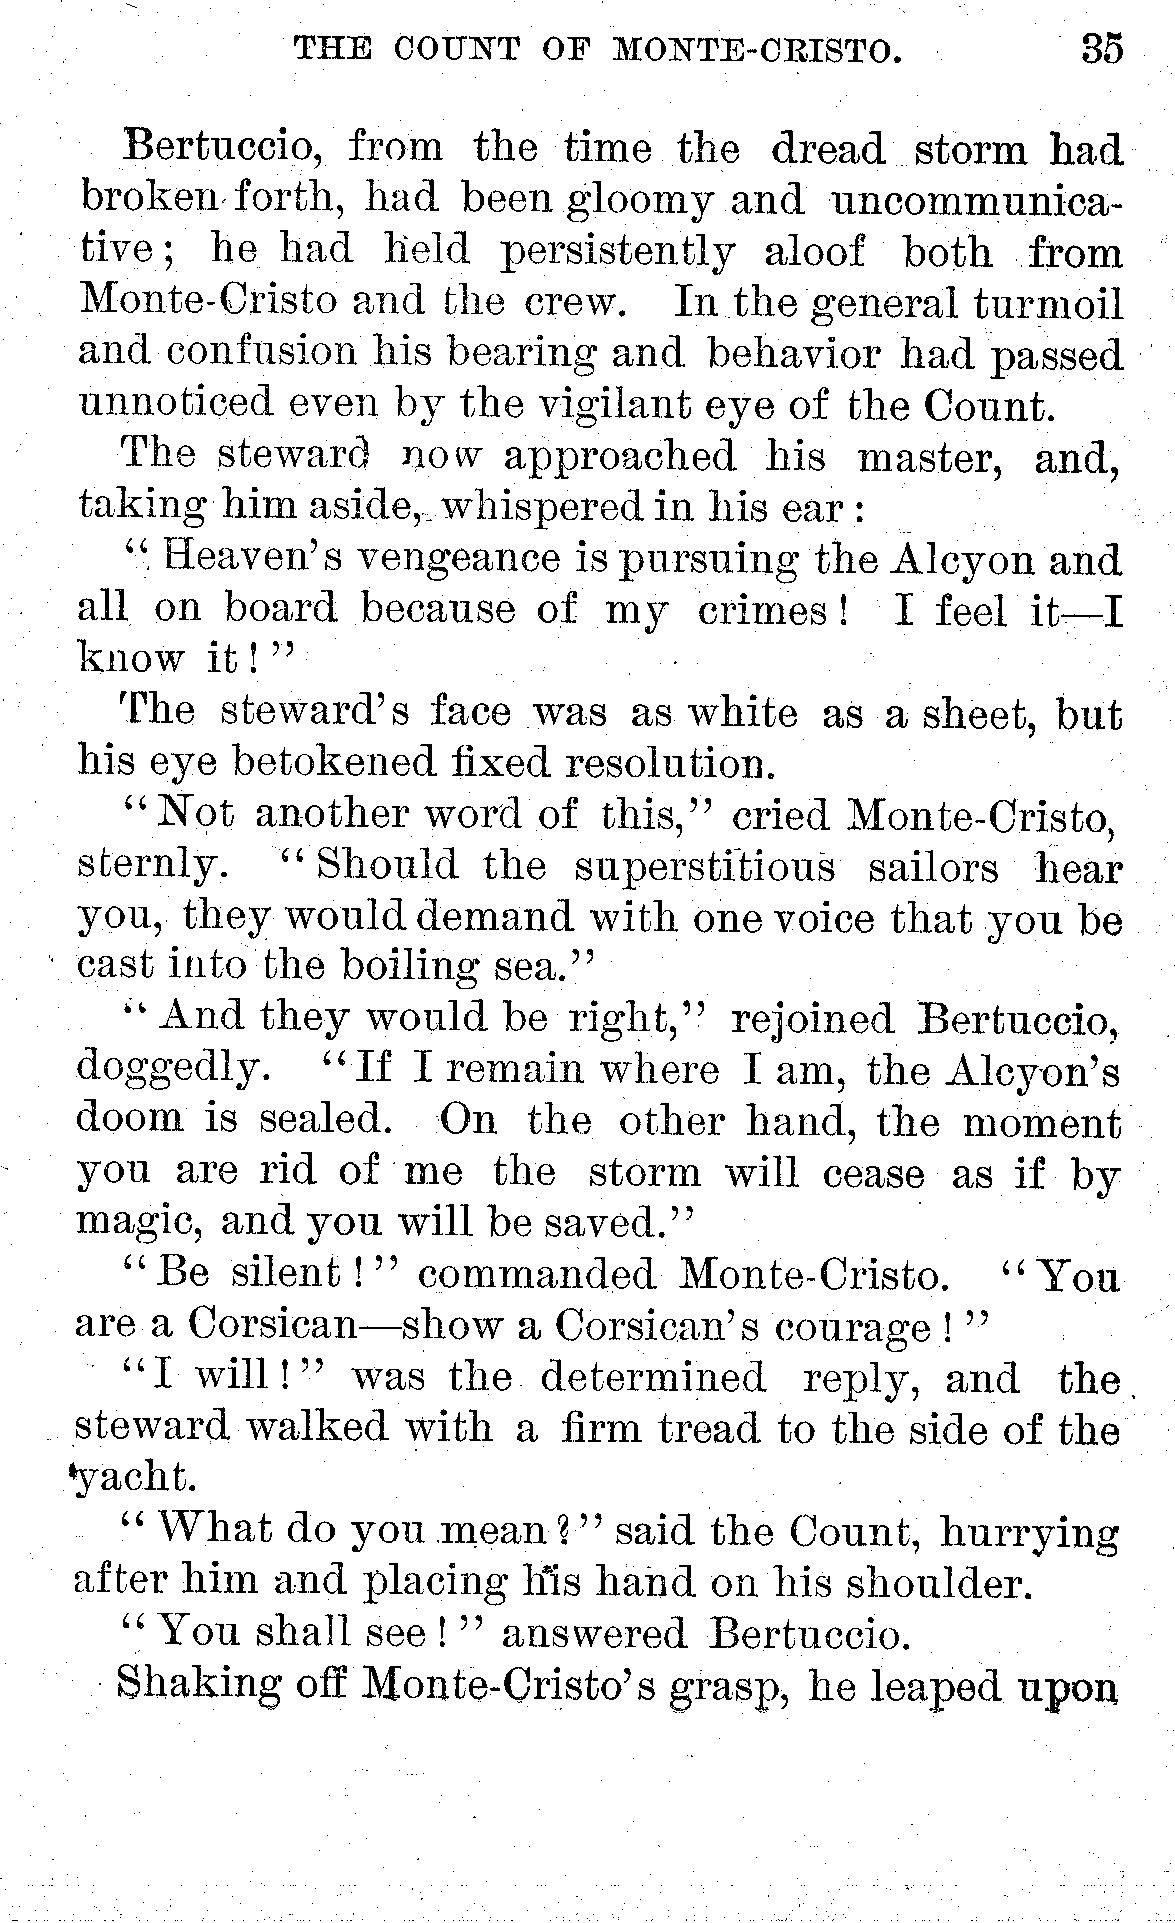 THE COUNT OF MONTE-CRISTO. 35
Bertuccio, from the time the dread storm had
broken forth, had been gloomy and uncommunica-
tive; he had held persistently aloof both from
Monte-Cristo and the crew. In the general turmoil
and confusion his bearing and behavior had passed
unnoticed even by the vigilant eye of the Count.
The steward now approached his master, and,
taking him aside, whispered in his ear:
"Heaven's vengeance is pursuing the Alcyon and
all on board because of my crimes! I feel it—I
know it!"
The steward's face was as white as a sheet, but
his eye betokened fixed resolution.
"Not another word of this," cried Monte-Cristo,
sternly. "Should the superstitious sailors hear
you, they would demand with one voice that you be
cast into the boiling sea."
"And they would be right," rejoined Bertuccio,
doggedly. "If I remain where I am, the Alcyon's
doom is sealed. On the other hand, the moment
you are rid of me the storm will cease as if by
magic, and you will be saved."
"Be silent!" commanded Monte-Cristo. "You
are a Corsican—show a Corsican's courage!"
"I will!" was the determined reply, and the
steward walked with a firm tread to the side of the
yacht.
"What do you mean?" said the Count, hurrying
after him and placing his hand on his shoulder.
"You shall see!" answered Bertuccio.
Shaking off Monte-Cristo's grasp, he leaped upon